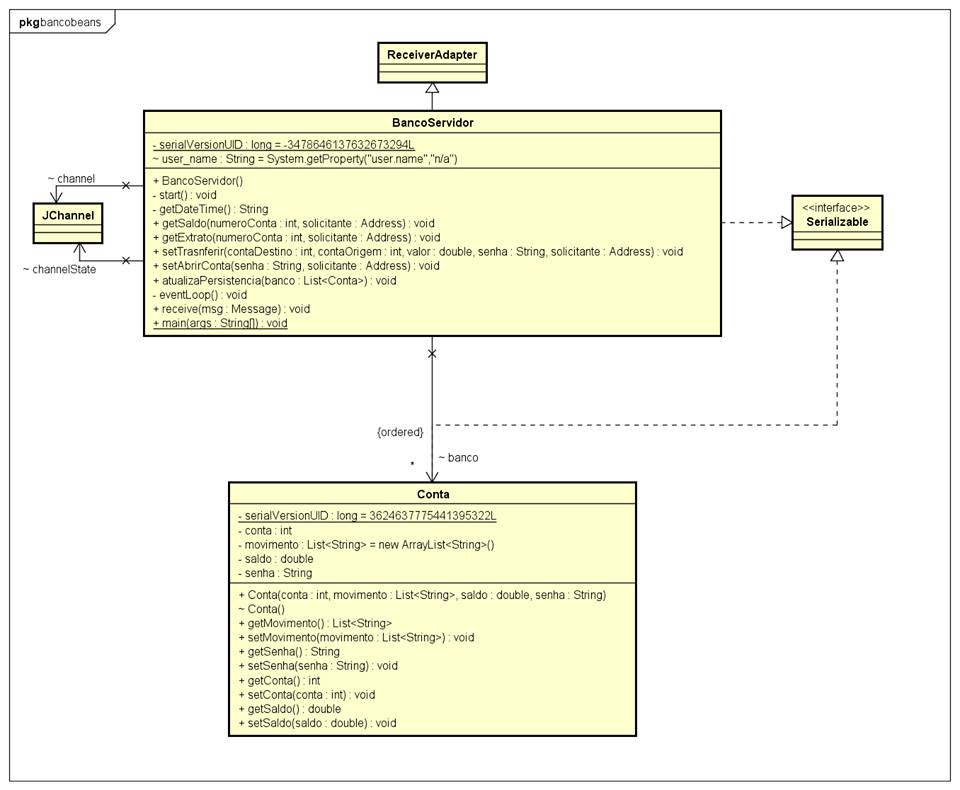 pkg bancobeans
ReceiverAdapter
BancoServidor
- serialVersionUID : long = -3478646137632673294L
~ user_name : String = System.getProperty("user.name","n/a")
+ BancoServidor()
- start() : void
- getDateTime() : String
+ getSaldo(numeroConta : int, solicitante : Address) : void
+ getExtrato(numeroConta : int, solicitante : Address) : void
+ setTrasnferir(contaDestino : int, contaOrigem : int, valor : double, senha : String, solicitante : Address) : void
+ setAbrirConta(senha : String, solicitante : Address) : void
+ atualizaPersistencia(banco : List<Conta>) : void
- eventLoop() : void
+ receive(msg : Message) : void
+ main(args : String[]) : void
~ channel
JChannel
~ channelState
<<interface>>
Serializable
{ordered}
*
~ banco
Conta
- serialVersionUID : long = 3624637775441395322L
- conta : int
- movimento : List<String> = new ArrayList<String>()
- saldo : double
- senha : String
+ Conta(conta : int, movimento : List<String>, saldo : double, senha : String)
~ Conta()
+ getMovimento() : List<String>
+ setMovimento(movimento : List<String>) : void
+ getSenha() : String
+ setSenha(senha : String) : void
+ getConta() : int
+ setConta(conta : int) : void
+ getSaldo() : double
+ setSaldo(saldo : double) : void